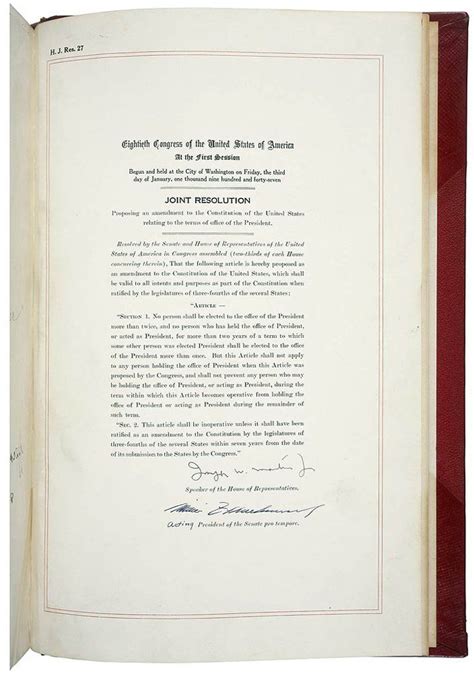 H. J. Res. 27
Eightieth Congress of the United States of America
At the First Session
Begun and held at the City of Washington on Friday, the third
day of January, one thousand nine hundred and forty-seven
JOINT RESOLUTION
Proposing an amendment to the Constitution of the United States
relating to the terms of office of the President.
Resolved by the Senate and House of Representatives of the United
States of America in Congress assembled (two-thirds of each House
concurring therein), That the following article is hereby proposed as
an amendment to the Constitution of the United States, which shall
be valid to all intents and purposes as part of the Constitution when
ratified by the legislatures of three-fourths of the several States:
"ARTICLE —
"SECTION 1. No person shall be elected to the office of the President
more than twice, and no person who has held the office of President,
or acted as President, for more than two years of a term to which
some other person was elected President shall be elected to the office
of the President more than once. But this Article shall not apply
to any person holding the office of President when this Article was
proposed by the Congress, and shall not prevent any person who may
be holding the office of President, or acting as President, during the
term within which this Article becomes operative from holding the
office of President or acting as President during the remainder of
such term.
"SEC. 2. This article shall be inoperative unless it shall have been
ratified as an amendment to the Constitution by the legislatures of
three-fourths of the several States within seven years from the date
of its submission to the States by the Congress."
Joseph W. Martin Jr
Speaker of the House of Representatives.
acting President of the Senate pro tempore.